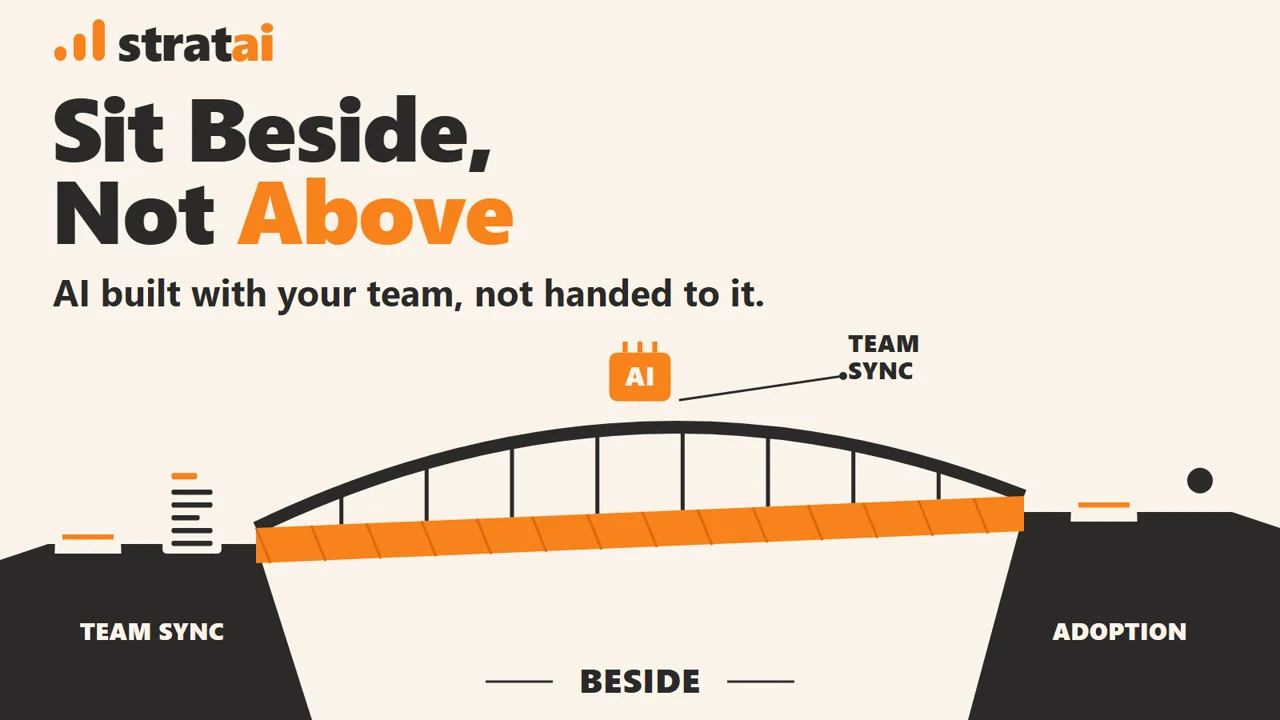 stratai
Sit Beside,
Not Above
AI built with your team, not handed to it.
AI
TEAM
SYNC
TEAM SYNC
ADOPTION
BESIDE